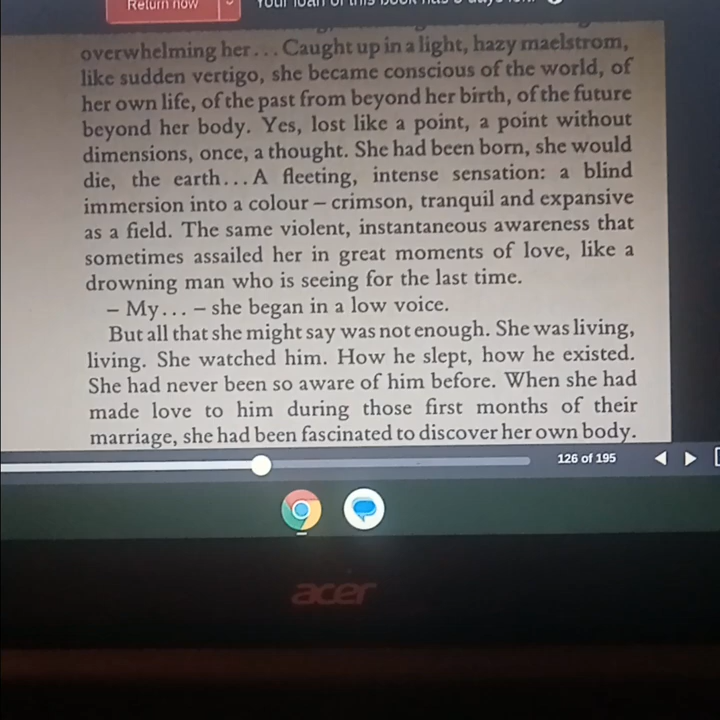 Return now
Your loan of this book has
overwhelming her... Caught up in a light, hazy maelstrom,
like sudden vertigo, she became conscious of the world, of
her own life, of the past from beyond her birth, of the future
beyond her body. Yes, lost like a point, a point without
dimensions, once, a thought. She had been born, she would
die, the earth... A fleeting, intense sensation: a blind
immersion into a colour – crimson, tranquil and expansive
as a field. The same violent, instantaneous awareness that
sometimes assailed her in great moments of love, like a
drowning man who is seeing for the last time.
– My... – she began in a low voice.
But all that she might say was not enough. She was living,
living. She watched him. How he slept, how he existed.
She had never been so aware of him before. When she had
made love to him during those first months of their
marriage, she had been fascinated to discover her own body.
126 of 195
acer